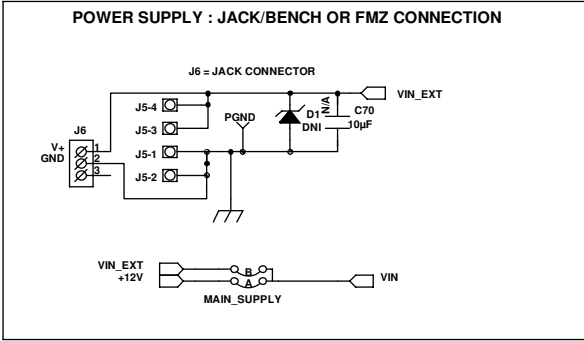 POWER SUPPLY : JACK/BENCH OR FMZ CONNECTION
J6 = JACK CONNECTOR
VIN_EXT
J5-4
J5-3
J5-1
J5-2
PGND
D1
DNI
N/A
C70
10µF
J6
V+
GND
1
2
3
VIN_EXT
+12V
B
A
MAIN_SUPPLY
VIN